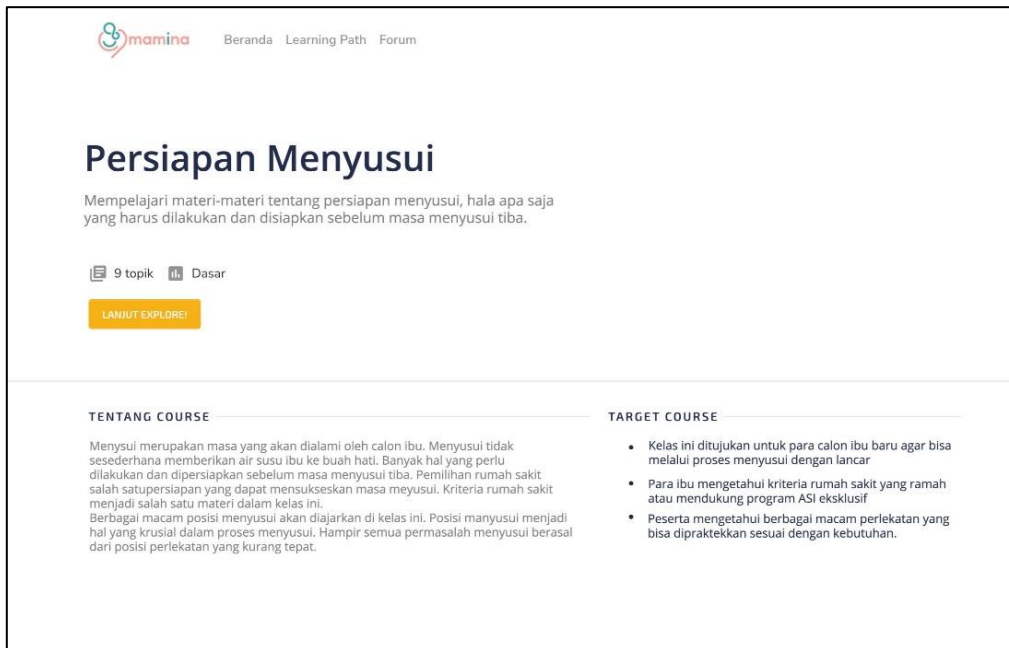 mamina
Beranda Learning Path Forum
Persiapan Menyusui
Mempelajari materi-materi tentang persiapan menyusui, hala apa saja
yang harus dilakukan dan disiapkan sebelum masa menyusui tiba.
9 topik Dasar
LANJUT EXPLORE!
TENTANG COURSE
Menysui merupakan masa yang akan dialami oleh calon ibu. Menyusui tidak
sesederhana memberikan air susu ibu ke buah hati. Banyak hal yang perlu
dilakukan dan dipersiapkan sebelum masa menyusui tiba. Pemilihan rumah sakit
salah satupersiapan yang dapat mensukseskan masa meyusui. Kriteria rumah sakit
menjadi salah satu materi dalam kelas ini.
Berbagai macam posisi menyusui akan diajarkan di kelas ini. Posisi manyusui menjadi
hal yang krusial dalam proses menyusui. Hampir semua permasalah menyusui berasal
dari posisi perlekatan yang kurang tepat.
TARGET COURSE
• Kelas ini ditujukan untuk para calon ibu baru agar bisa
melalui proses menyusui dengan lancar
• Para ibu mengetahui kriteria rumah sakit yang ramah
atau mendukung program ASI eksklusif
• Peserta mengetahui berbagai macam perlekatan yang
bisa dipraktekkan sesuai dengan kebutuhan.